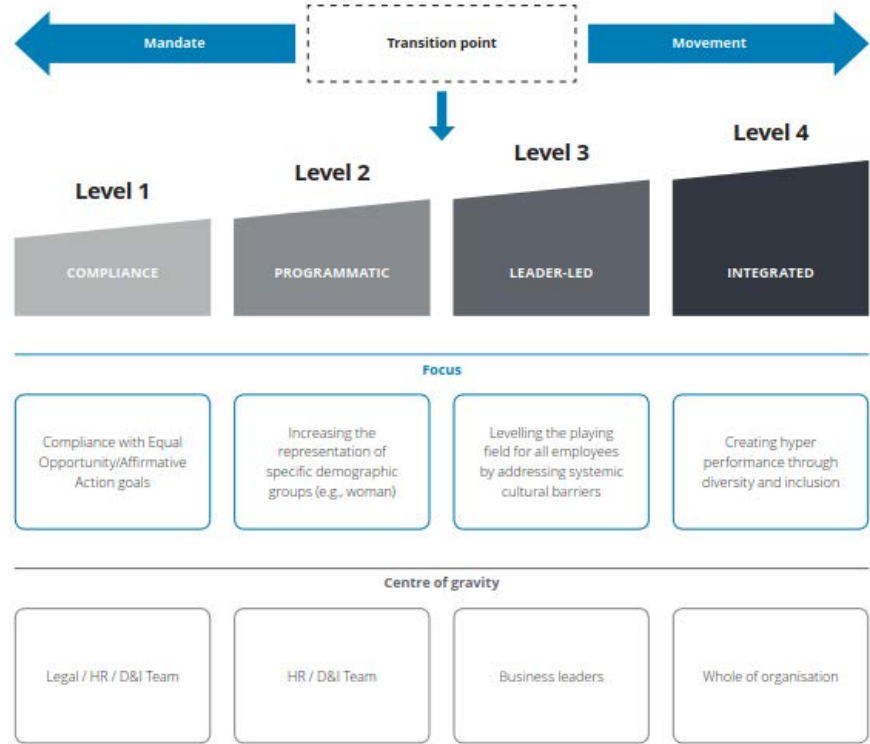 Mandate
Transition point
Movement
Level 1
Level 2
Level 3
Level 4
COMPLIANCE
PROGRAMMATIC
LEADER-LED
INTEGRATED
Focus
Compliance with Equal
Opportunity/Affirmative
Action goals
Increasing the
representation of
specific demographic
groups (e.g., woman)
Levelling the playing
field for all employees
by addressing systemic
cultural barriers
Creating hyper
performance through
diversity and inclusion
Centre of gravity
Legal / HR / D&I Team
HR / D&I Team
Business leaders
Whole of organisation